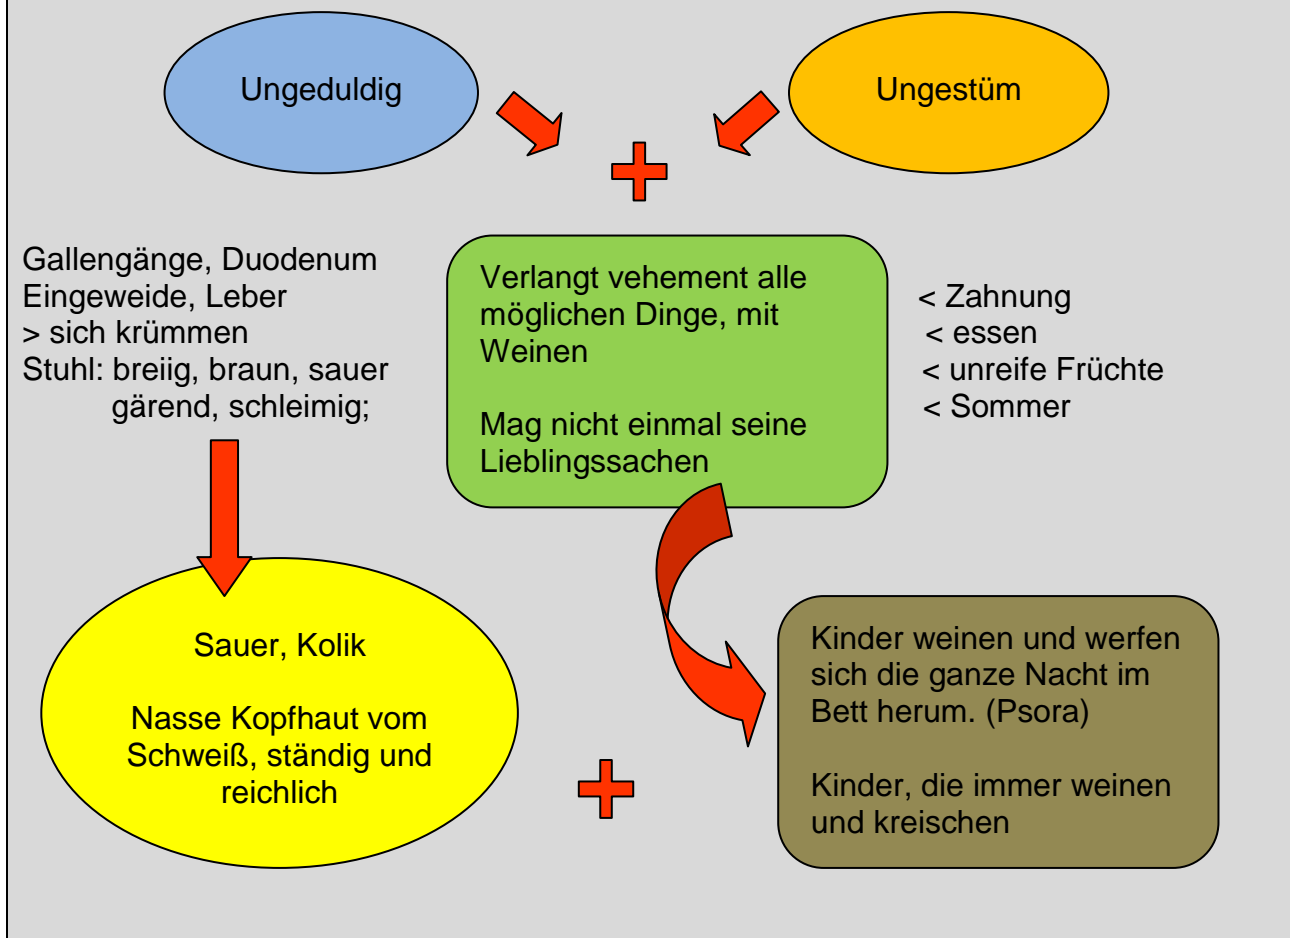 Ungeduldig
Ungestüm
Gallengänge, Duodenum
Eingeweide, Leber
> sich krümmen
Stuhl: breiig, braun, sauer
gärend, schleimig;
Verlangt vehement alle
möglichen Dinge, mit
Weinen
Mag nicht einmal seine
Lieblingssachen
< Zahnung
< essen
< unreife Früchte
< Sommer
Sauer, Kolik
Nasse Kopfhaut vom
Schweiß, ständig und
reichlich
Kinder weinen und werfen
sich die ganze Nacht im
Bett herum. (Psora)
Kinder, die immer weinen
und kreischen